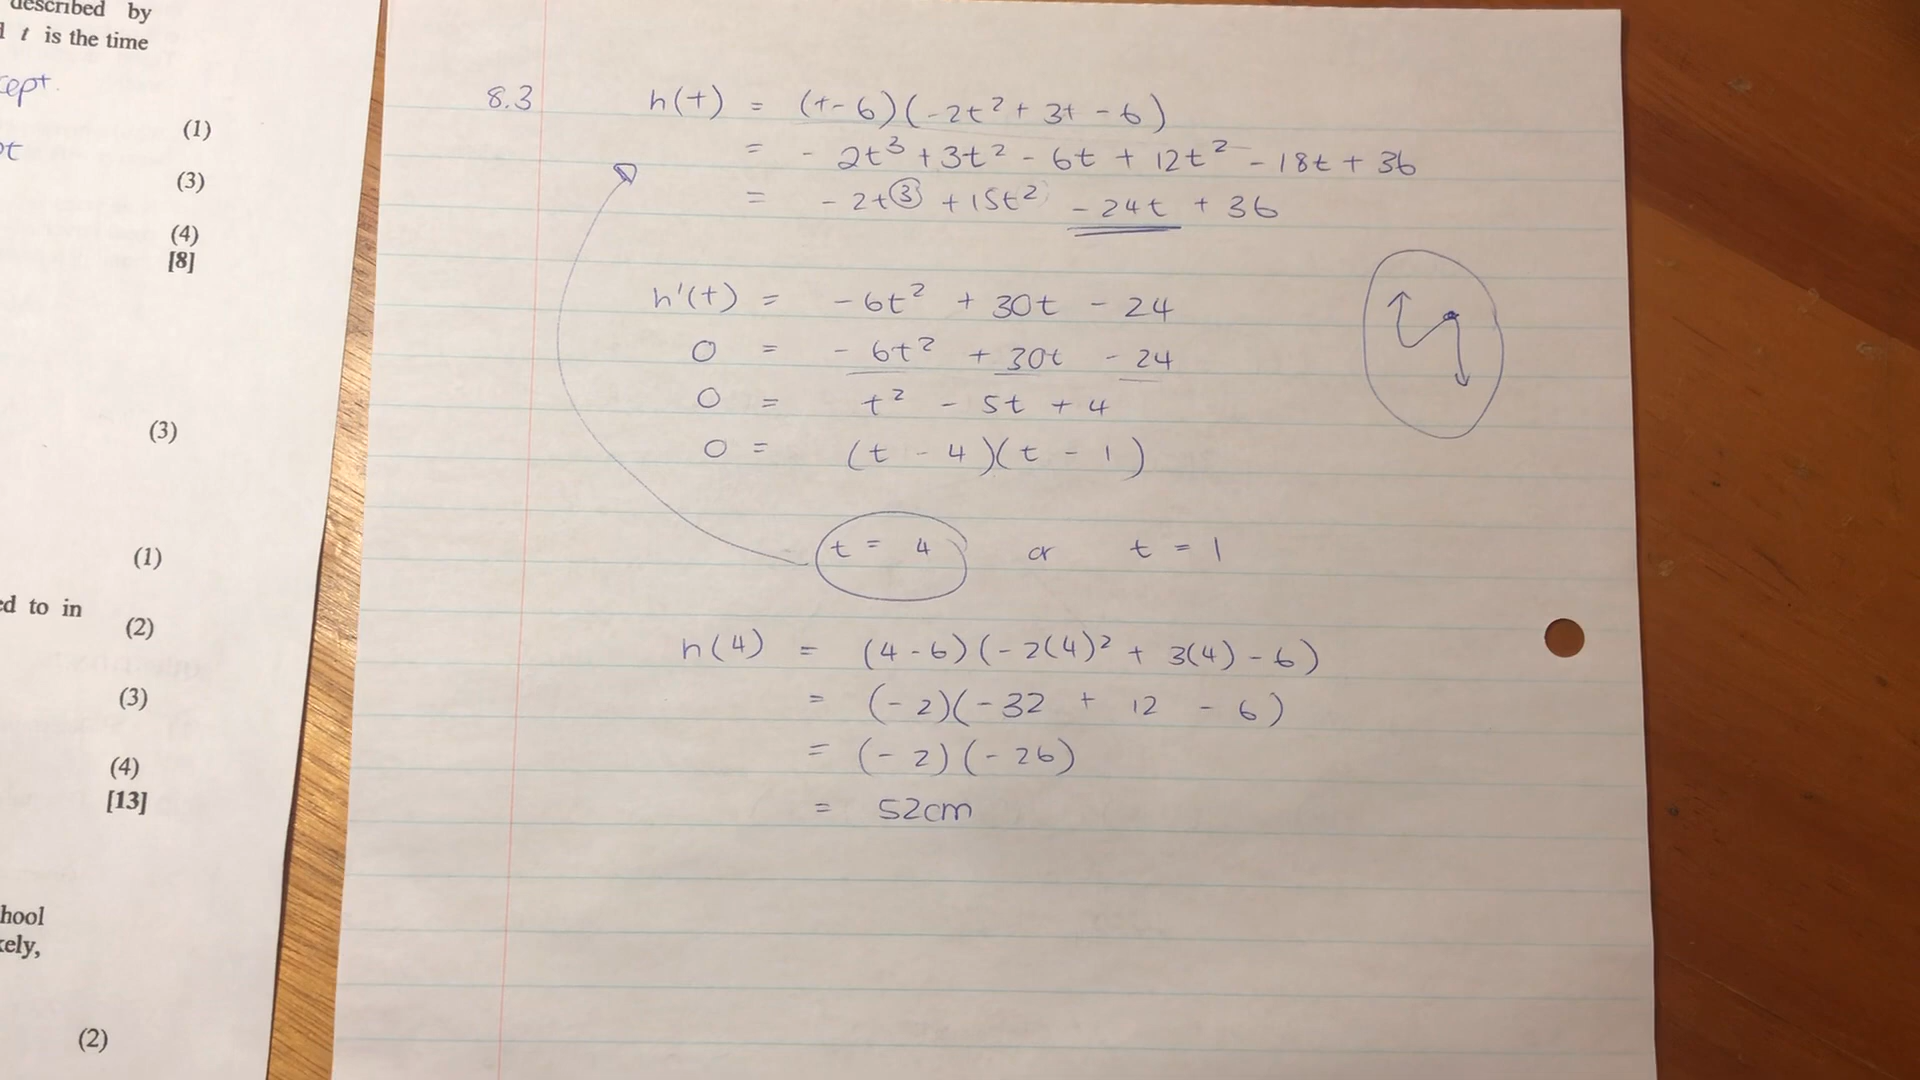 described by
t is the time
cept.
(1)
(3)
(4)
[8]
(3)
(1)
ed to in
(2)
(3)
(4)
[13]
hool
kely,
(2)
8.3 h(t) = (t-6)(-2t² + 3t - 6)
= - 2t³ + 3t² - 6t + 12t² - 18t + 36
= - 2t³ + 15t² - 24t + 36
h'(t) = - 6t² + 30t - 24
0 = - 6t² + 30t - 24
0 = t² - 5t + 4
0 = (t - 4)(t - 1)
t = 4 or t = 1
h(4) = (4-6)(-2(4)² + 3(4) - 6)
= (-2)(-32 + 12 - 6)
= (-2)(-26)
= 52cm